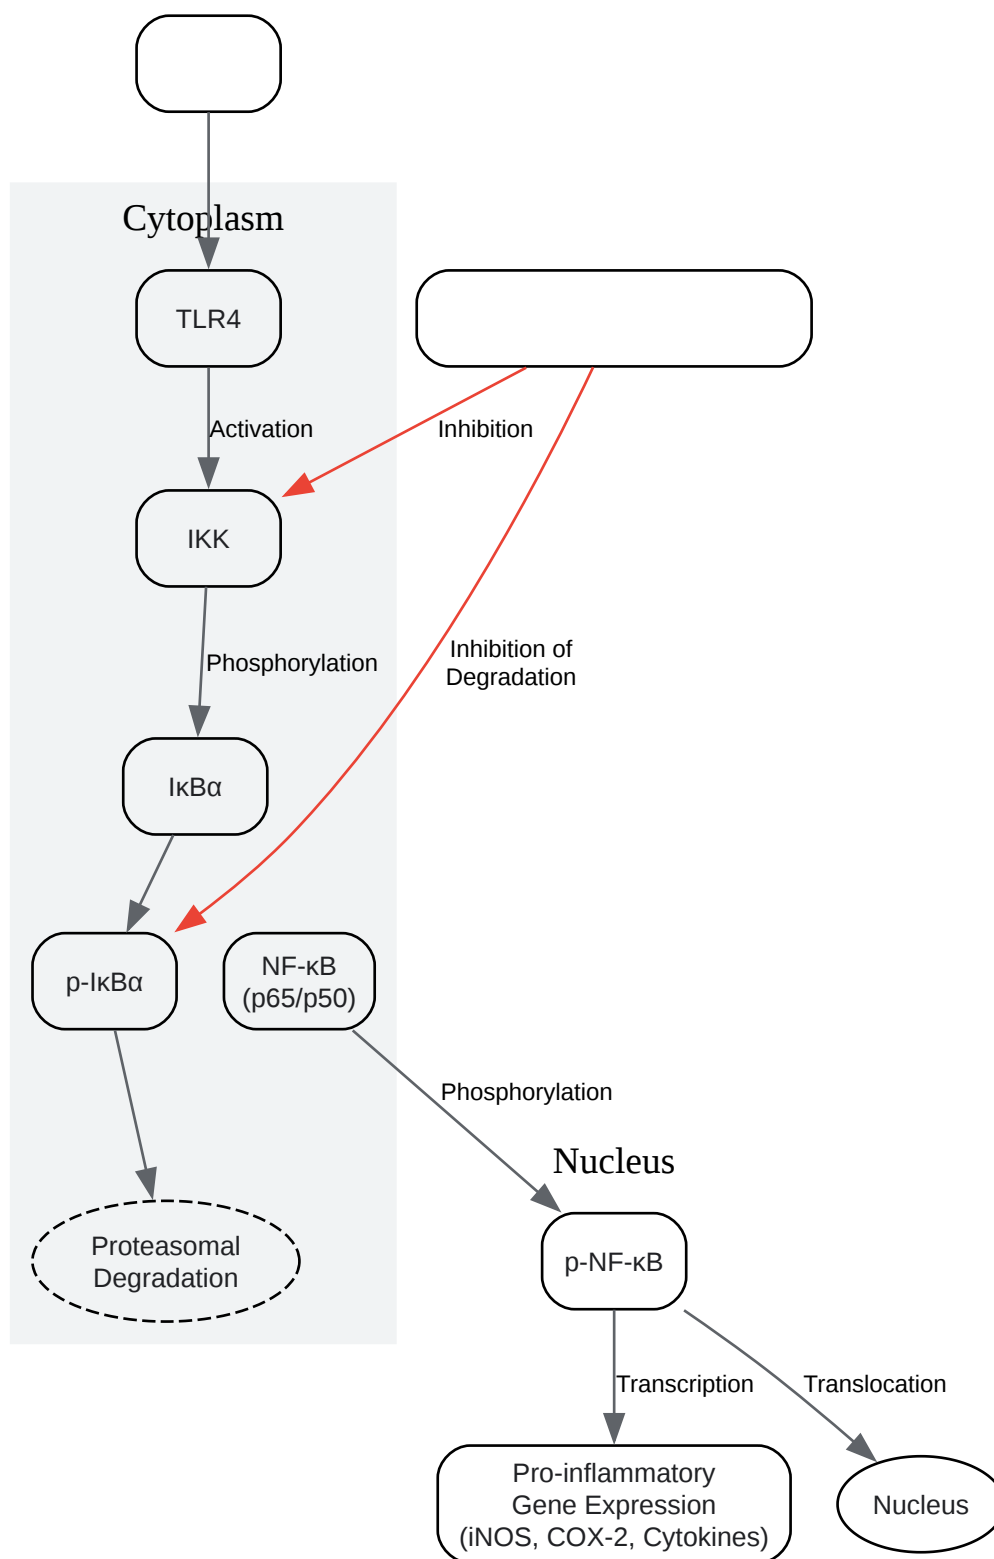 Cytoplasm
TLR4
Activation
Inhibition
IKK
Inhibition of
Degradation
Phosphorylation
IκBα
p-IκBα
NF-κB
(p65/p50)
Phosphorylation
Nucleus
Proteasomal
Degradation
p-NF-κB
Transcription
Translocation
Pro-inflammatory
Gene Expression
(iNOS, COX-2, Cytokines)
Nucleus